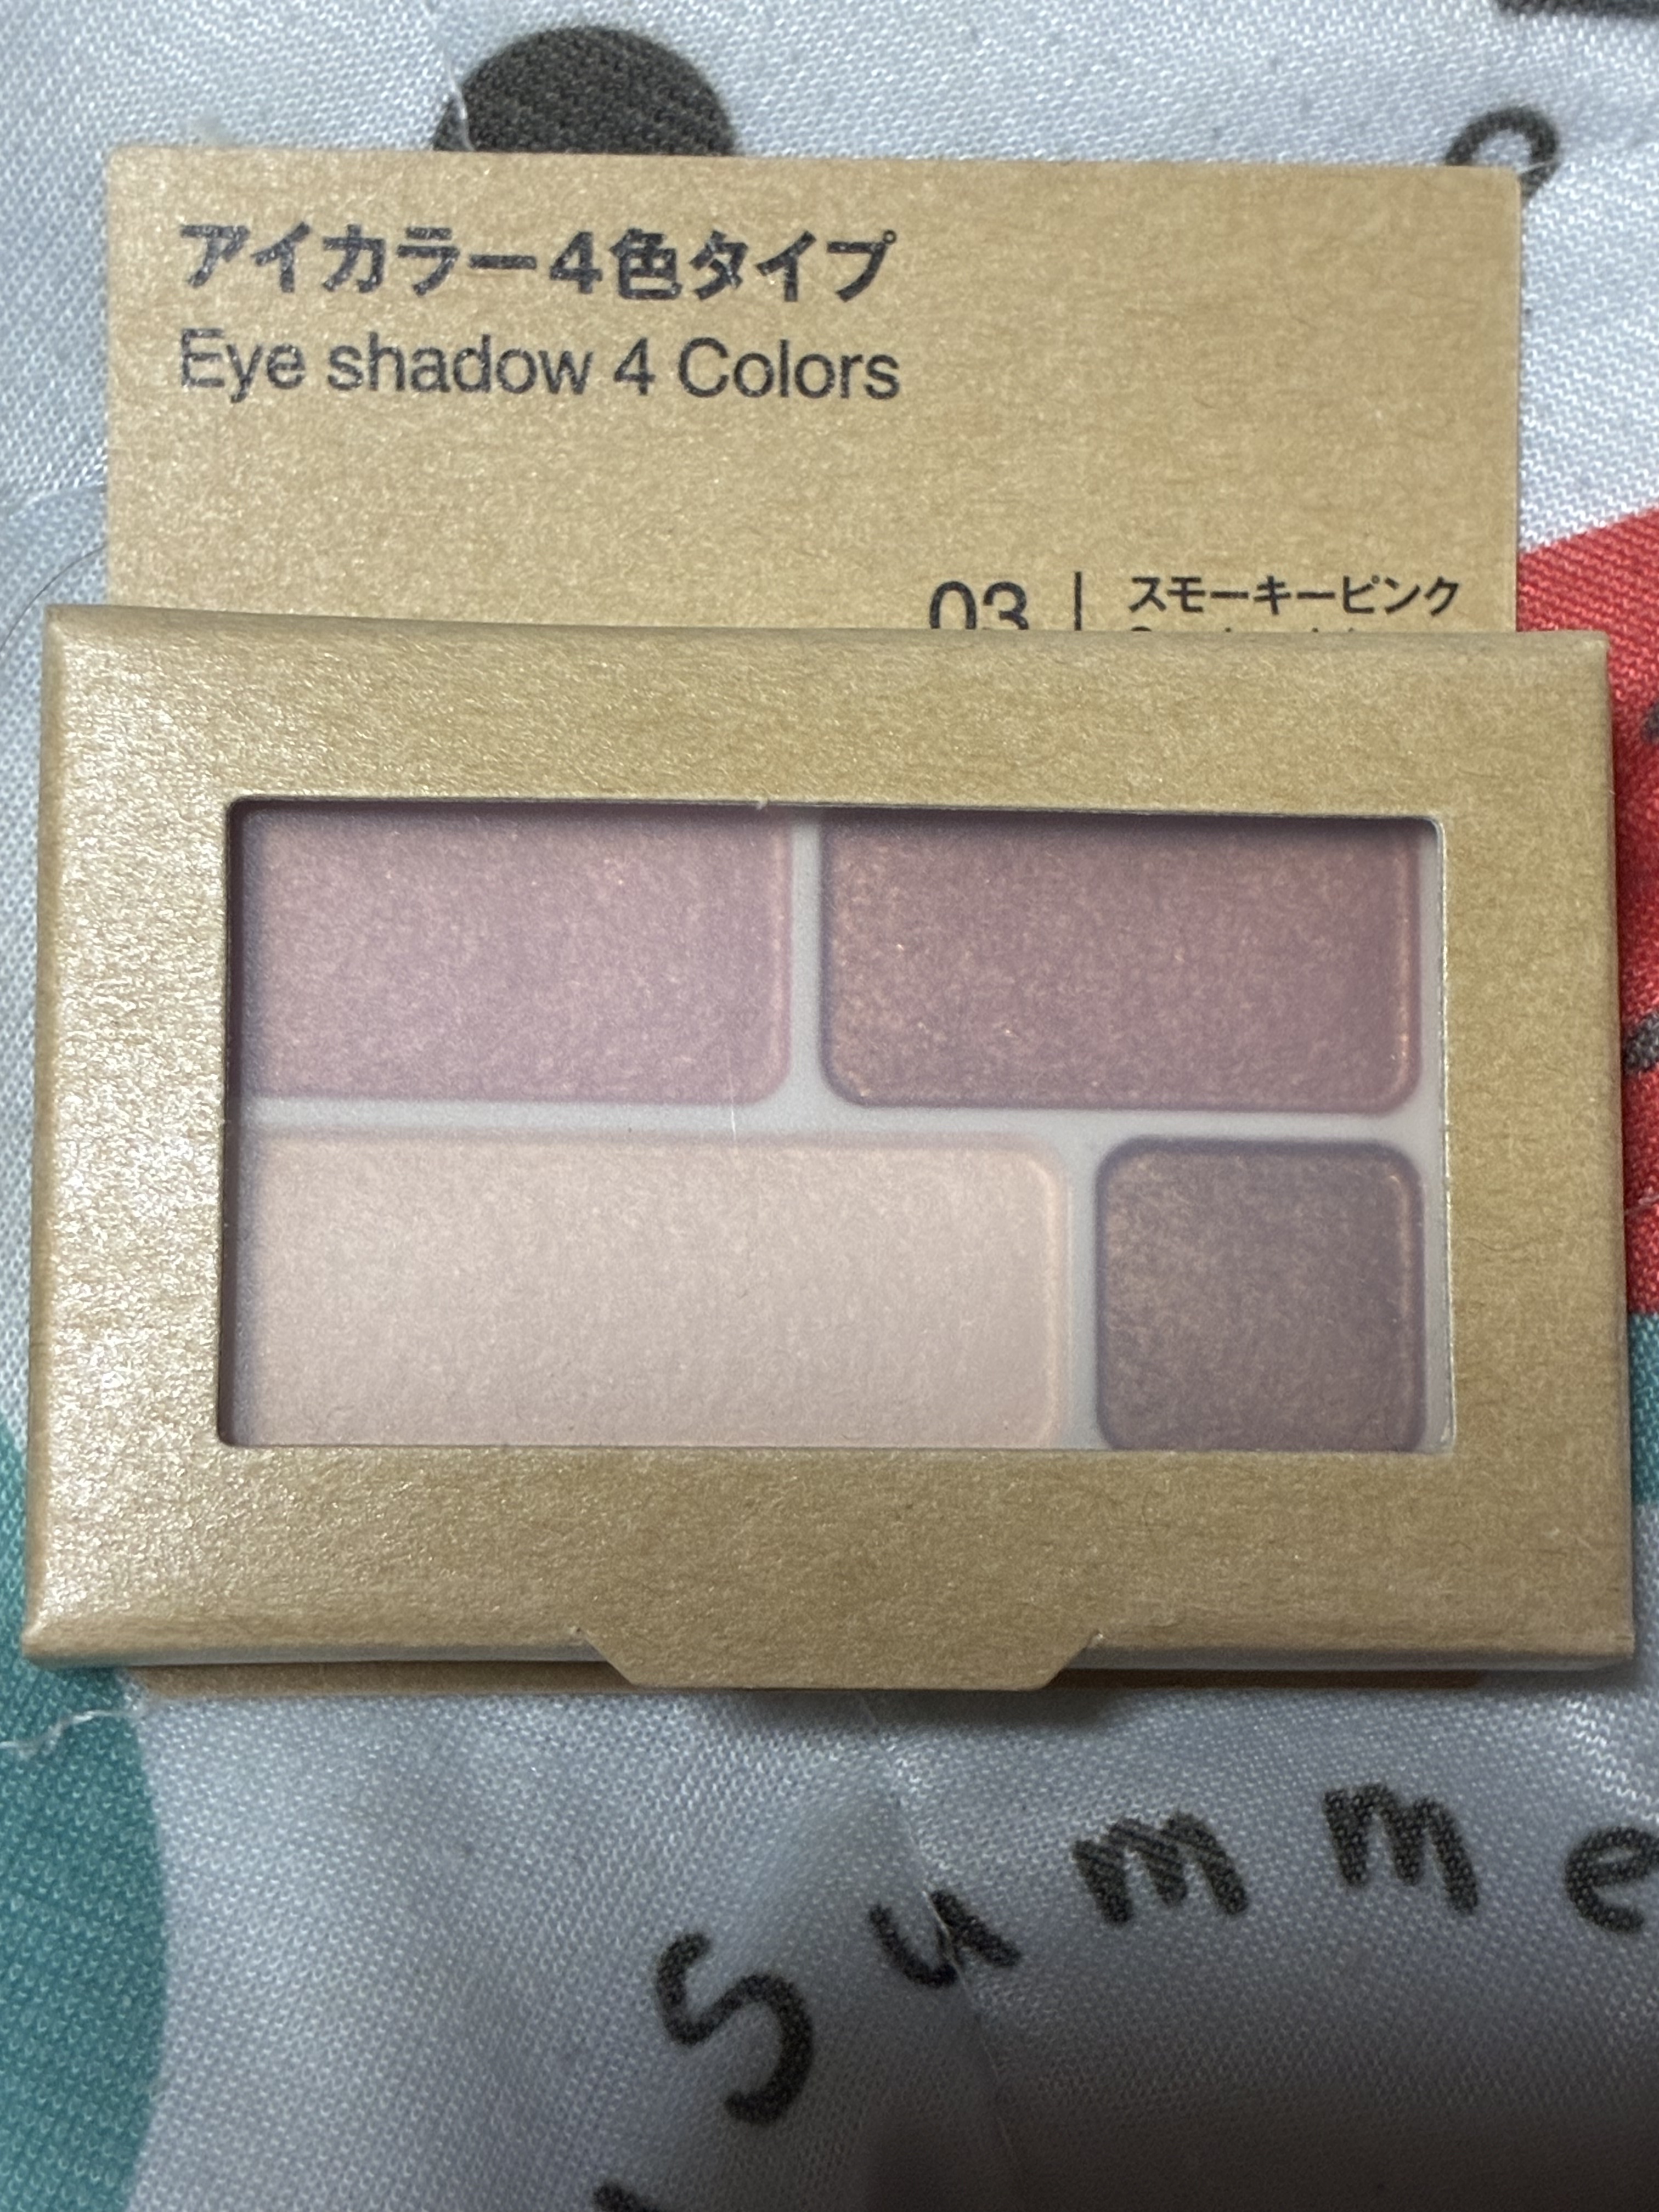 アイカラー4色タイプ
Eye shadow 4 Colors
03 | スモーキーピンク
summe